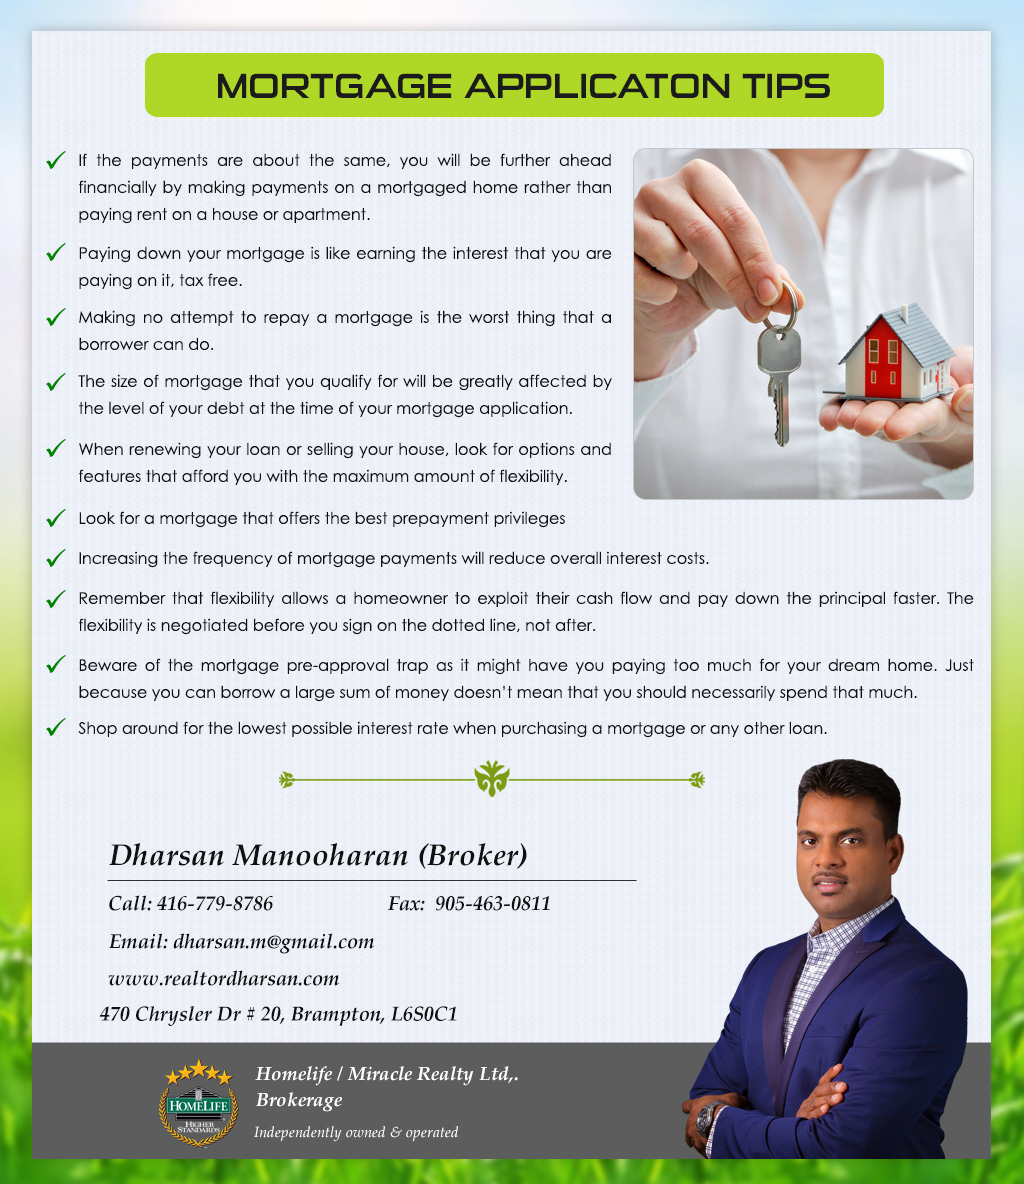 MORTGAGE APPLICATON TIPS
If the payments are about the same, you will be further ahead
financially by making payments on a mortgaged home rather than
paying rent on a house or apartment.
Paying down your mortgage is like earning the interest that you are
paying on it, tax free.
Making no attempt to repay a mortgage is the worst thing that a
borrower can do.
The size of mortgage that you qualify for will be greatly affected by
the level of your debt at the time of your mortgage application.
When renewing your loan or selling your house, look for options and
features that afford you with the maximum amount of flexibility.
Look for a mortgage that offers the best prepayment privileges
Increasing the frequency of mortgage payments will reduce overall interest costs.
Remember that flexibility allows a homeowner to exploit their cash flow and pay down the principal faster. The
flexibility is negotiated before you sign on the dotted line, not after.
Beware of the mortgage pre-approval trap as it might have you paying too much for your dream home. Just
because you can borrow a large sum of money doesn't mean that you should necessarily spend that much.
Shop around for the lowest possible interest rate when purchasing a mortgage or any other loan.
Dharsan Manooharan (Broker)
Call: 416-779-8786 Fax: 905-463-0811
Email: dharsan.m@gmail.com
www.realtordharsan.com
470 Chrysler Dr # 20, Brampton, L6S0C1
Homelife / Miracle Realty Ltd,.
Brokerage
Independently owned & operated
HOMELIFE
HIGHER
STANDARDS